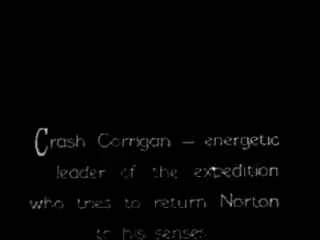 Crash Corrigan — energetic
leader of the expedition
who tries to return Norton
to his senses